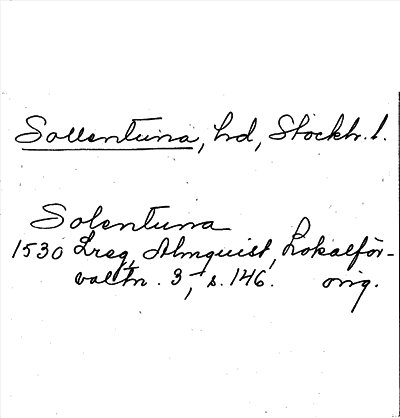 Sollentuna, hd, Stockh. l.
Solentuna
1530 Lreg, Almquist, Lokalför-
valtn. 3, s. 146. orig.